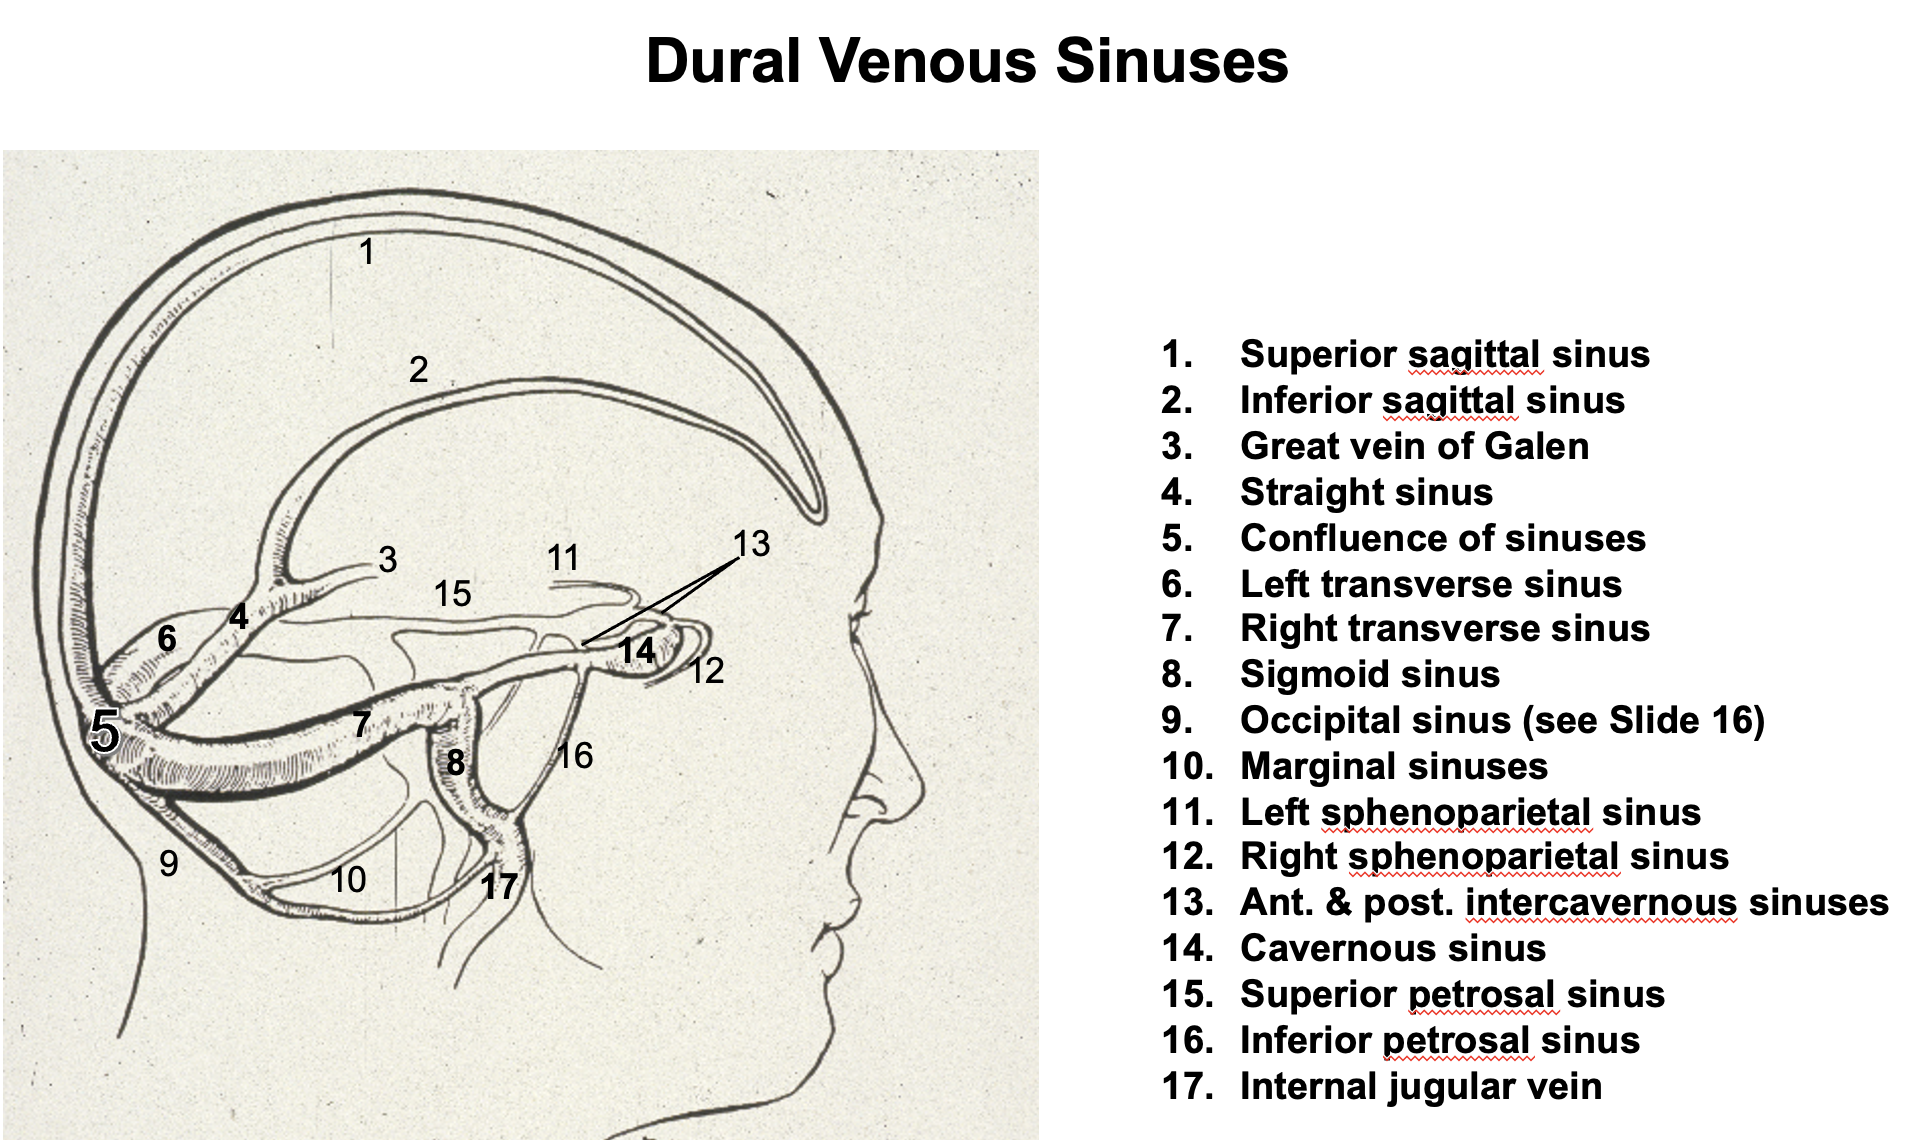 Dural Venous Sinuses
1
2
3
11
13
15
4
6
14
12
5
7
8
16
9
10
17
1. Superior sagittal sinus
2. Inferior sagittal sinus
3. Great vein of Galen
4. Straight sinus
5. Confluence of sinuses
6. Left transverse sinus
7. Right transverse sinus
8. Sigmoid sinus
9. Occipital sinus (see Slide 16)
10. Marginal sinuses
11. Left sphenoparietal sinus
12. Right sphenoparietal sinus
13. Ant. & post. intercavernous sinuses
14. Cavernous sinus
15. Superior petrosal sinus
16. Inferior petrosal sinus
17. Internal jugular vein